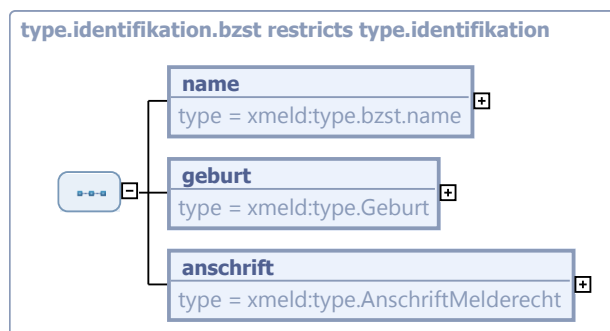 type.identifikation.bzst restricts type.identifikation
name
type = xmeld:type.bzst.name
geburt
type = xmeld:type.Geburt
anschrift
type = xmeld:type.AnschriftMelderecht